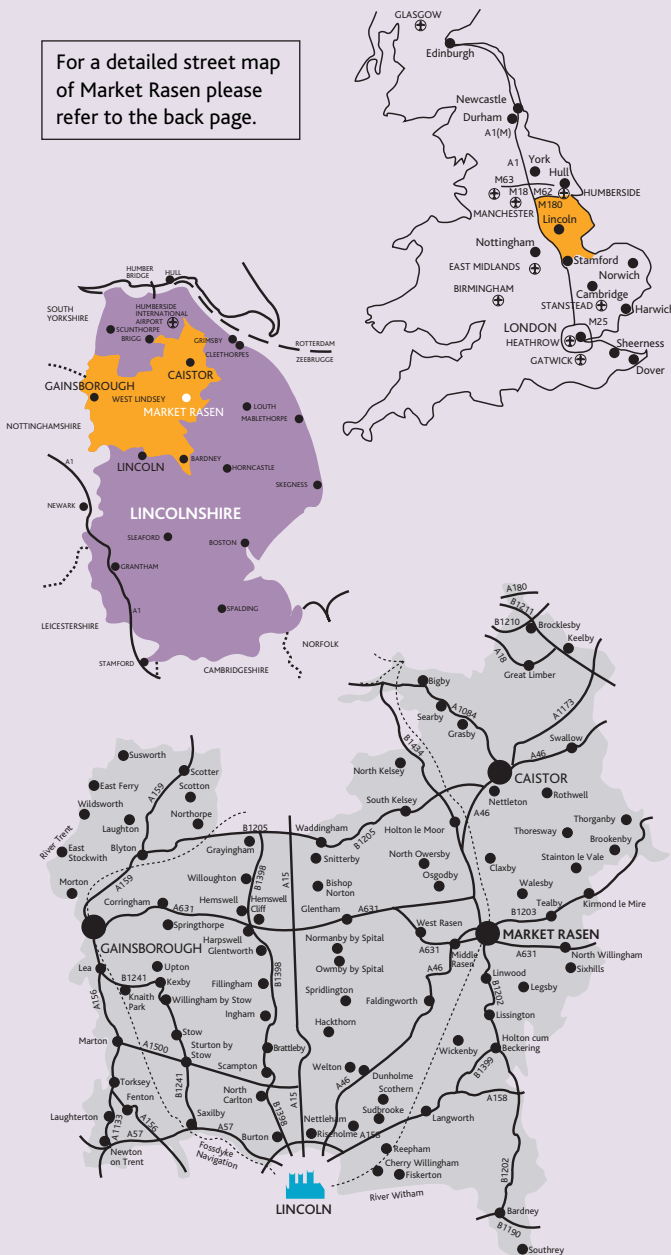 For a detailed street map
of Market Rasen please
refer to the back page.
GLASGOW
Edinburgh
Newcastle
Durham
A1(M)
A1
York
Hull
M63
M18
M62
HUMBERSIDE
M180
MANCHESTER
Lincoln
Nottingham
Stamford
EAST MIDLANDS
Norwich
BIRMINGHAM
Cambridge
STANSTEAD
Harwich
LONDON
M25
HEATHROW
Sheerness
GATWICK
Dover
HUMBER
BRIDGE
HULL
SOUTH
YORKSHIRE
HUMBERSIDE
INTERNATIONAL
AIRPORT
SCUNTHORPE
BRIGG
GRIMSBY
CLEETHORPES
ROTTERDAM
ZEEBRUGGE
CAISTOR
GAINSBOROUGH
WEST LINDSEY
MARKET RASEN
LOUTH
MABLETHORPE
NOTTINGHAMSHIRE
LINCOLN
BARDNEY
HORNCASTLE
A1
SKEGNESS
NEWARK
LINCOLNSHIRE
SLEAFORD
BOSTON
GRANTHAM
A1
SPALDING
LEICESTERSHIRE
NORFOLK
STAMFORD
CAMBRIDGESHIRE
A180
B1211
B1210
Brocklesby
Keelby
A18
Great Limber
A1173
Bigby
Searby
A1084
Grasby
B1434
Swallow
A46
Susworth
Scotter
North Kelsey
CAISTOR
East Ferry
Scotton
A159
Nettleton
Rothwell
Wildsworth
South Kelsey
A46
Laughton
Northorpe
Thorganby
River Trent
B1205
Waddingham
B1205
Holton le Moor
Thoresway
Brookenby
East
Stockwith
Blyton
Grayingham
Snitterby
North Owersby
Claxby
Stainton le Vale
A159
B1398
A15
Morton
Willoughton
Bishop
Norton
Osgodby
Walesby
Corringham
A631
Hemswell
Hemswell
Cliff
Glentham
A631
West Rasen
B1203
Tealby
Kirmond le Mire
Springthorpe
GAINSBOROUGH
Harpswell
Glentworth
Normanby by Spital
A631
MARKET RASEN
Middle
Rasen
A631
North Willingham
Sixhills
Lea
Upton
B1241
Kexby
Owmby by Spital
A46
Linwood
Legsby
B1398
Fillingham
Knaith
Park
Willingham by Stow
A156
Spridlington
Faldingworth
B1202
Ingham
Lissington
Hackthorn
Stow
Marton
A1500
Sturton by
Stow
Brattleby
Wickenby
Holton cum
Beckering
Scampton
Welton
A46
Dunholme
B1399
Torksey
Fenton
B1241
North
Carlton
A15
Scothern
Sudbrooke
A158
Laughterton
A1133
A156
Saxilby
B1398
Nettleham
Langworth
A57
A57
Burton
Riseholme
A158
Newton
on Trent
Fossdyke
Navigation
Reepham
Cherry Willingham
Fiskerton
B1202
LINCOLN
River Witham
Bardney
B1190
Southrey